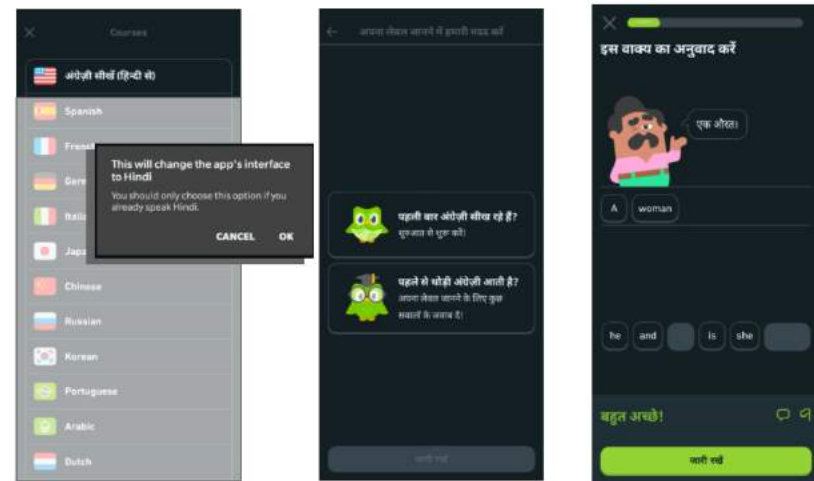 Courses
अंग्रेज़ी सीखें (हिन्दी से)
Spanish
French
This will change the app's interface
to Hindi
You should only choose this option if you
already speak Hindi.
CANCEL OK
Chinese
Russian
Korean
Portuguese
Arabic
Dutch
अपना लेवल जानने में हमारी मदद करें
पहली बार अंग्रेज़ी सीख रहे हैं?
शुरुआत से शुरू करें!
पहले से थोड़ी अंग्रेज़ी आती है?
अपना लेवल जानने के लिए कुछ
सवालों के जवाब दें!
जारी रखें
इस वाक्य का अनुवाद करें
एक औरत।
A woman
he and is she
बहुत अच्छे!
जारी रखें